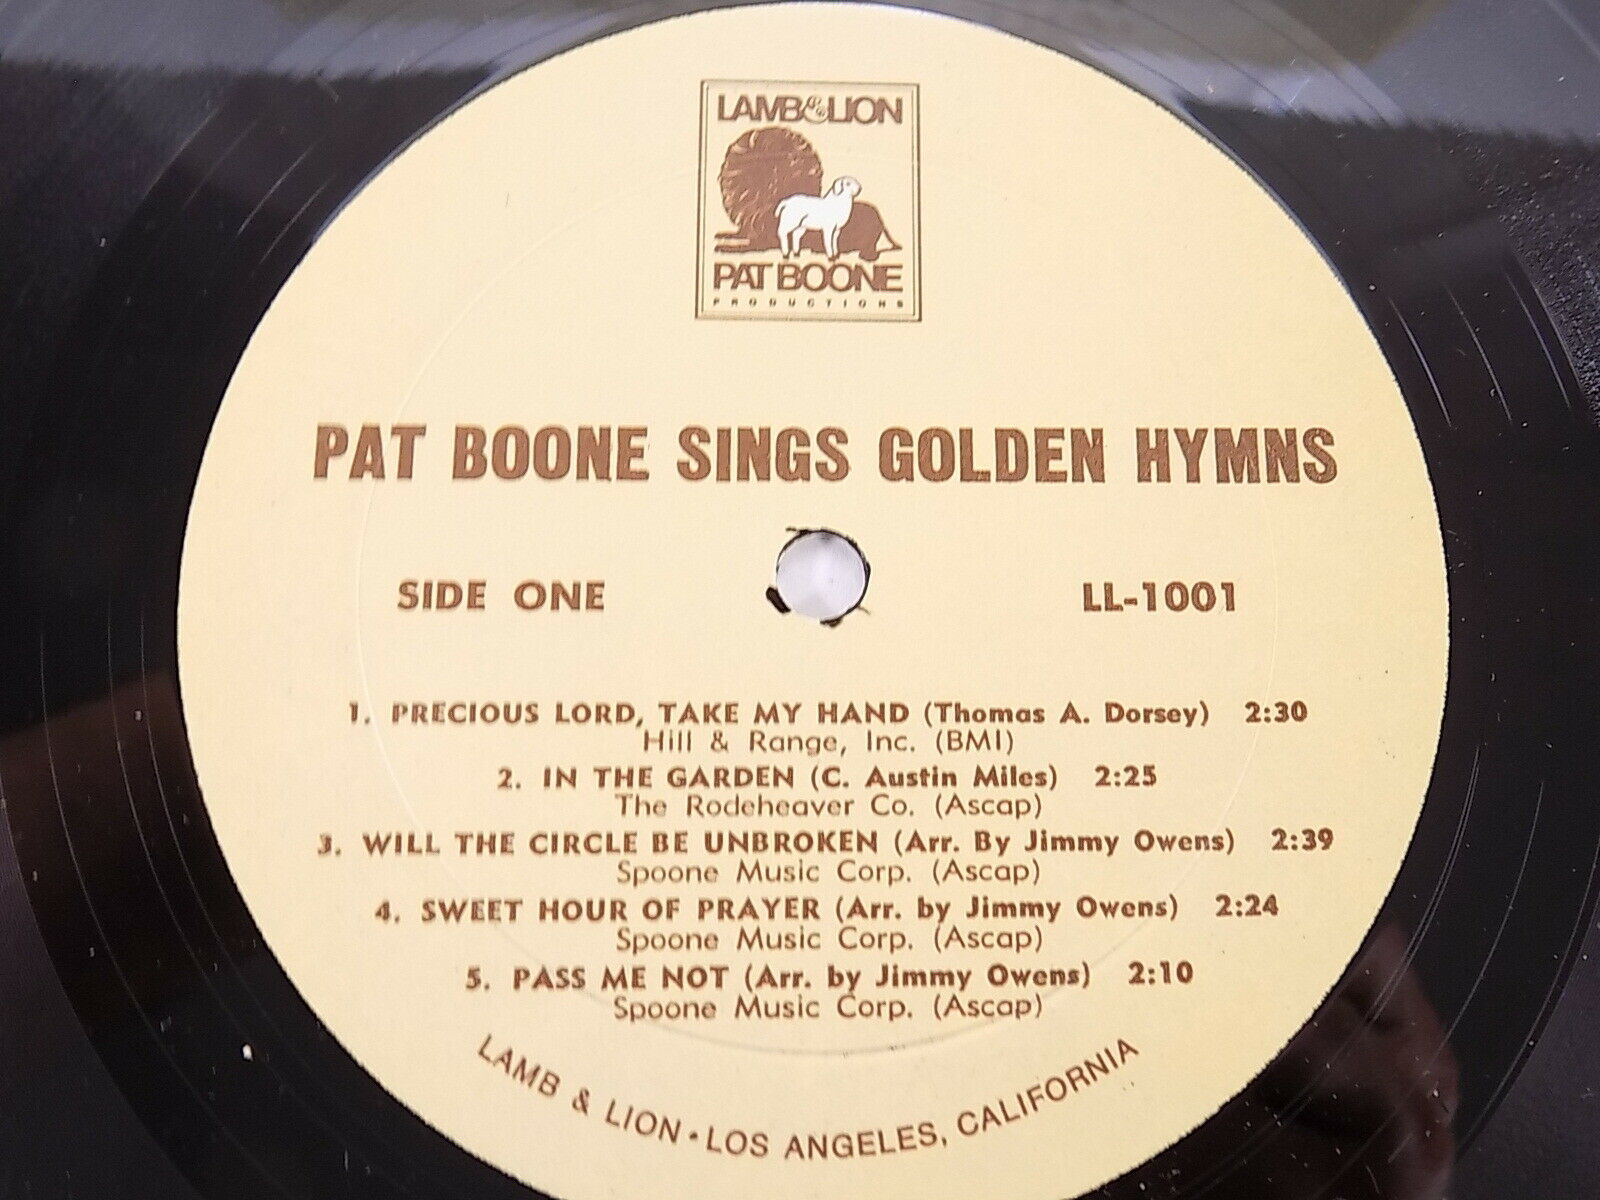 LAMB & LION
PAT BOONE
PRODUCTIONS
PAT BOONE SINGS GOLDEN HYMNS
SIDE ONE LL-1001
1. PRECIOUS LORD, TAKE MY HAND (Thomas A. Dorsey) 2:30
Hill & Range, Inc. (BMI)
2. IN THE GARDEN (C. Austin Miles) 2:25
The Rodeheaver Co. (Ascap)
3. WILL THE CIRCLE BE UNBROKEN (Arr. By Jimmy Owens) 2:39
Spoone Music Corp. (Ascap)
4. SWEET HOUR OF PRAYER (Arr. by Jimmy Owens) 2:24
Spoone Music Corp. (Ascap)
5. PASS ME NOT (Arr. by Jimmy Owens) 2:10
Spoone Music Corp. (Ascap)
LAMB & LION • LOS ANGELES, CALIFORNIA